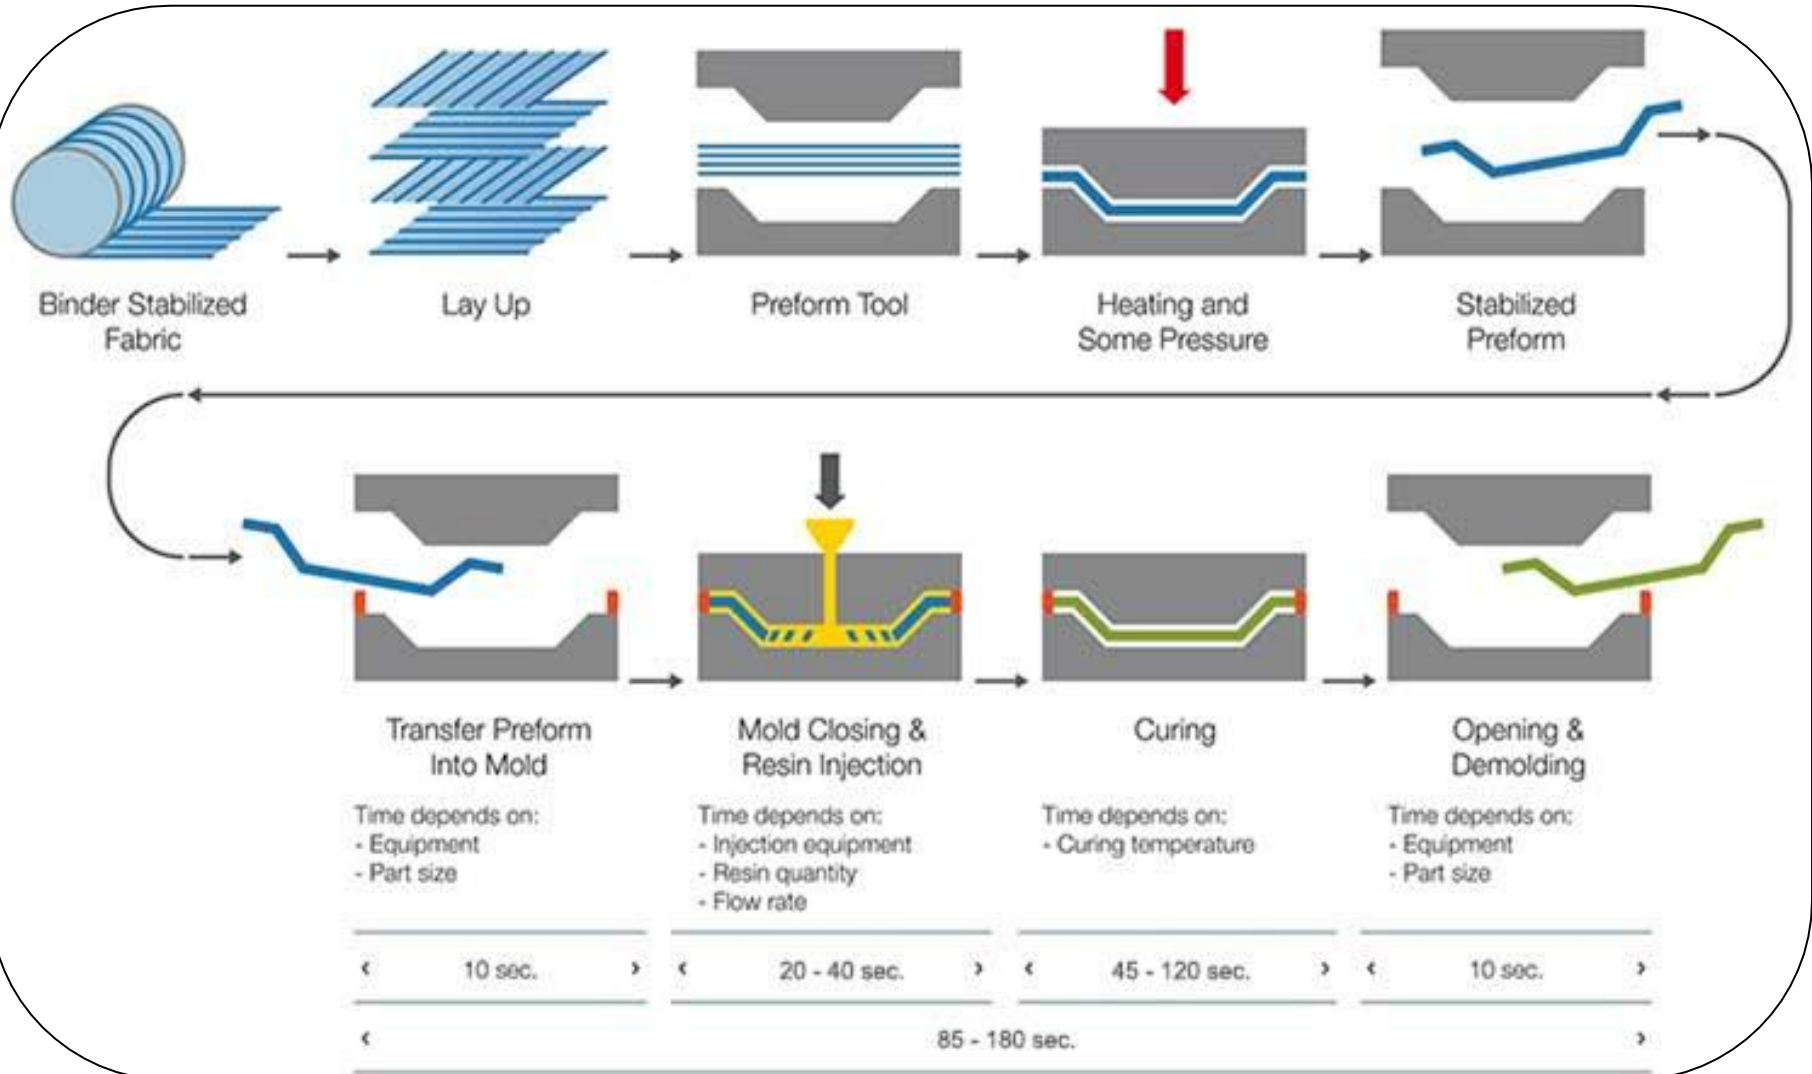 Binder Stabilized
Fabric
Lay Up
Preform Tool
Heating and
Some Pressure
Stabilized
Preform
Transfer Preform
Into Mold
Time depends on:
- Equipment
- Part size
Mold Closing &
Resin Injection
Time depends on:
- Injection equipment
- Resin quantity
- Flow rate
Curing
Time depends on:
- Curing temperature
Opening &
Demolding
Time depends on:
- Equipment
- Part size
10 sec.
20 - 40 sec.
45 - 120 sec.
10 sec.
85 - 180 sec.